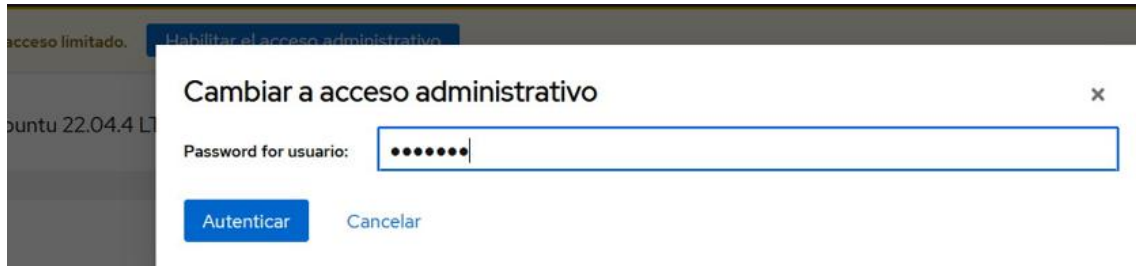 acceso limitado. Habilitar el acceso administrativo
Cambiar a acceso administrativo
×
untu 22.04.4 LT
Password for usuario: •••••••
Autenticar Cancelar